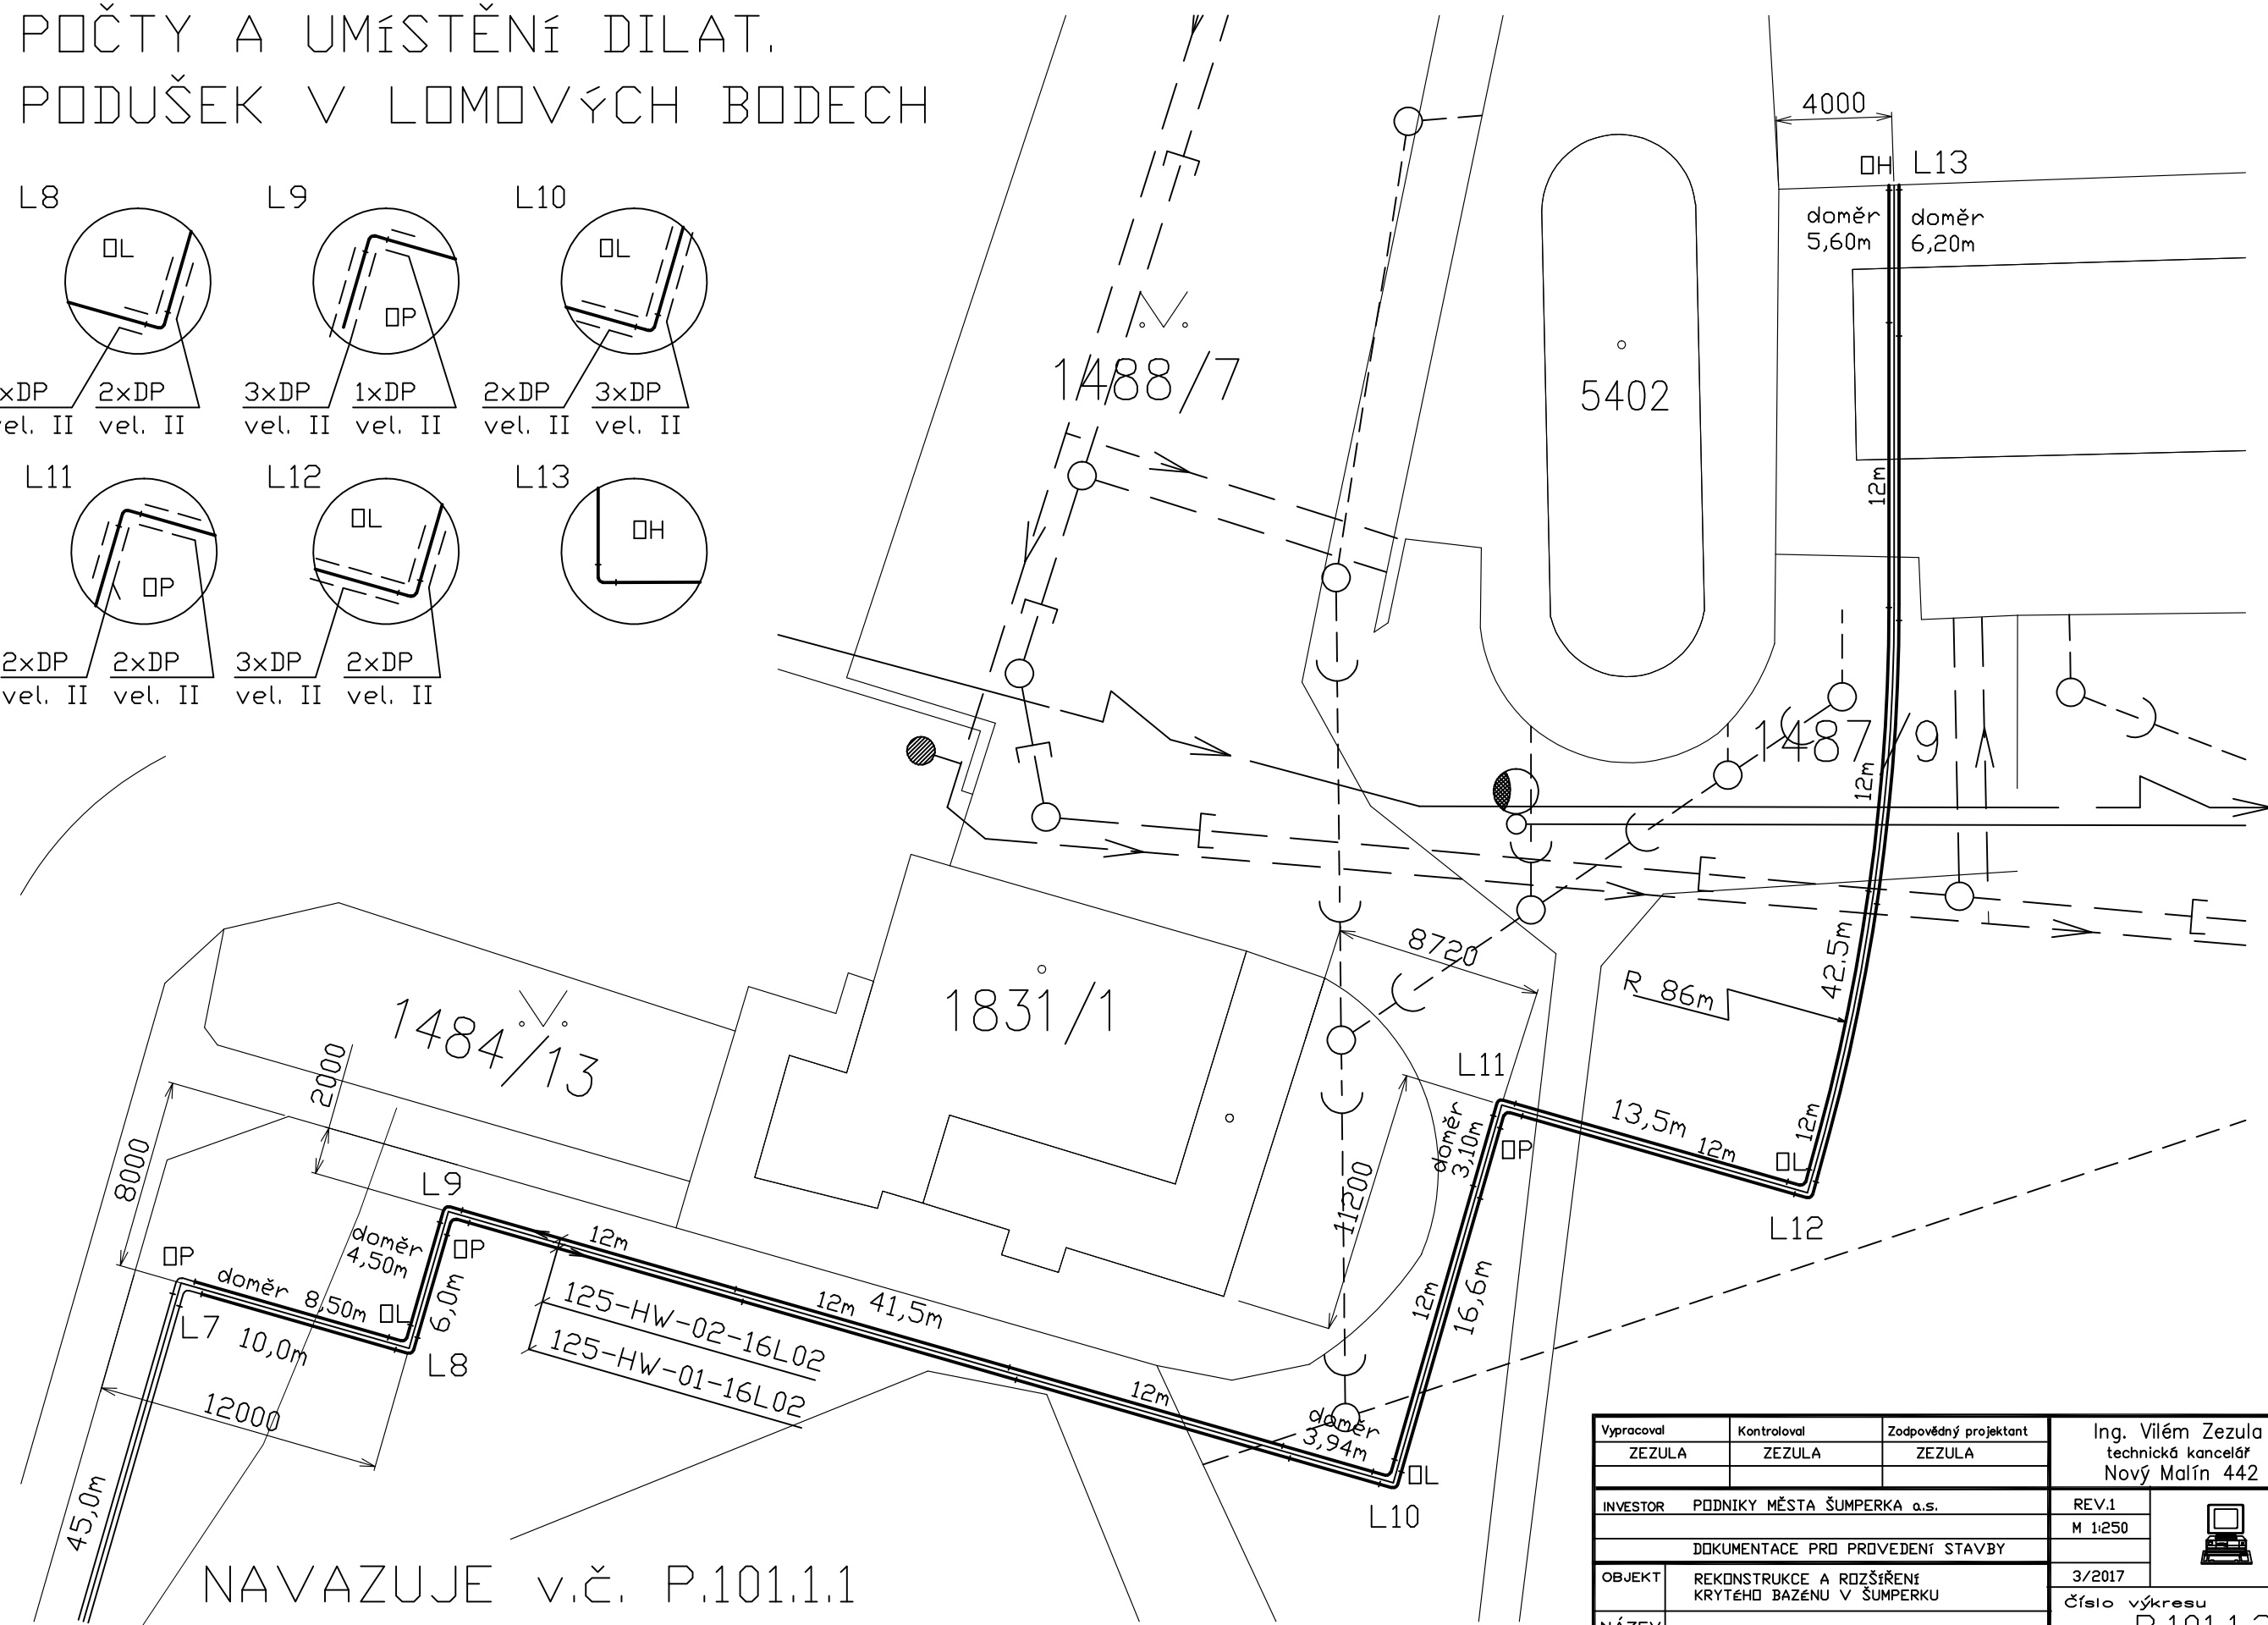 POČTY A UMÍSTĚNÍ DILAT.
PODUŠEK V LOMOVÝCH BODECH
L8
OL
2xDP
vel. II
L9
OP
3xDP
vel. II
1xDP
vel. II
L10
OL
2xDP
vel. II
3xDP
vel. II
L11
OP
2xDP
vel. II
2xDP
vel. II
L12
OL
3xDP
vel. II
2xDP
vel. II
L13
OH
4000
OH L13
doměr
5,60m
doměr
6,20m
1488/7
5402
12m
1487/9
12m
8720
42.5m
R 86m
1831/1
1484/13
2000
8000
L11
doměr
3,10m
OP
13,5m
12m
12m
OL
L12
11200
L9
doměr
4,50m
OP
12m
OP
doměr 8,50m
OL
6,0m
L7
10,0m
L8
12m
41,5m
125-HW-02-16L02
125-HW-01-16L02
12m
16,6m
12m
doměr
3,94m
OL
L10
12000
45,0m
NAVAZUJE v.č. P.101.1.1
Vypracoval Kontroloval Zodpovědný projektant
ZEZULA ZEZULA ZEZULA
Ing. Vilém Zezula
technická kancelář
Nový Malín 442
INVESTOR PODNIKY MĚSTA ŠUMPERKA a.s.
REV.1
M 1:250
DOKUMENTACE PRO PROVEDENÍ STAVBY
3/2017
OBJEKT REKONSTRUKCE A ROZŠÍŘENÍ
KRYTÉHO BAZÉNU V ŠUMPERKU
Číslo výkresu
NÁZEV